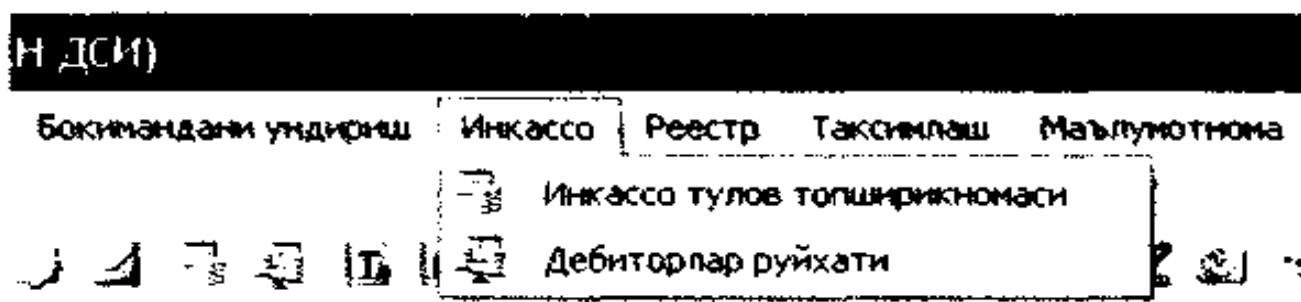 Н ДСИ)
Бокимандани ундириш Инкассо Реестр Таксимлаш Маълумотнома
Инкассо тулов топширикномаси
Дебиторлар руйхати